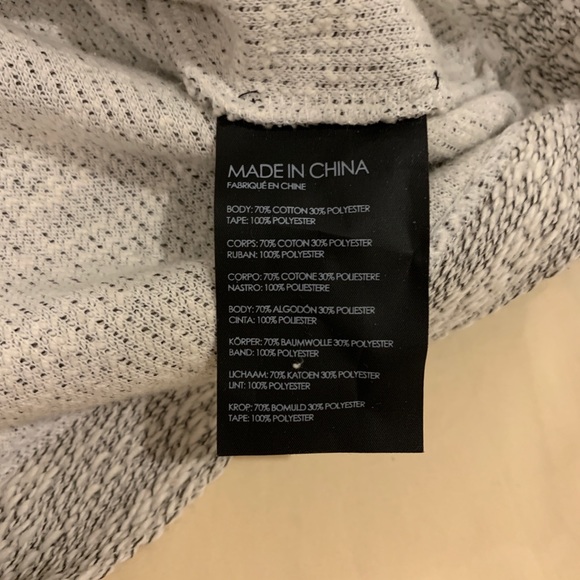 MADE IN CHINA
FABRIQUÉ EN CHINE
BODY: 70% COTTON 30% POLYESTER
TAPE: 100% POLYESTER
CORPS: 70% COTON 30% POLYESTER
RUBAN: 100% POLYESTER
CORPO: 70% COTONE 30% POLIESTERE
NASTRO: 100% POLIESTERE
BODY: 70% ALGODÓN 30% POLIÉSTER
CINTA: 100% POLIÉSTER
KÖRPER: 70% BAUMWOLLE 30% POLYESTER
BAND: 100% POLYESTER
LICHAAM: 70% KATOEN 30% POLYESTER
LINT: 100% POLYESTER
KROP: 70% BOMULD 30% POLYESTER
TAPE: 100% POLYESTER